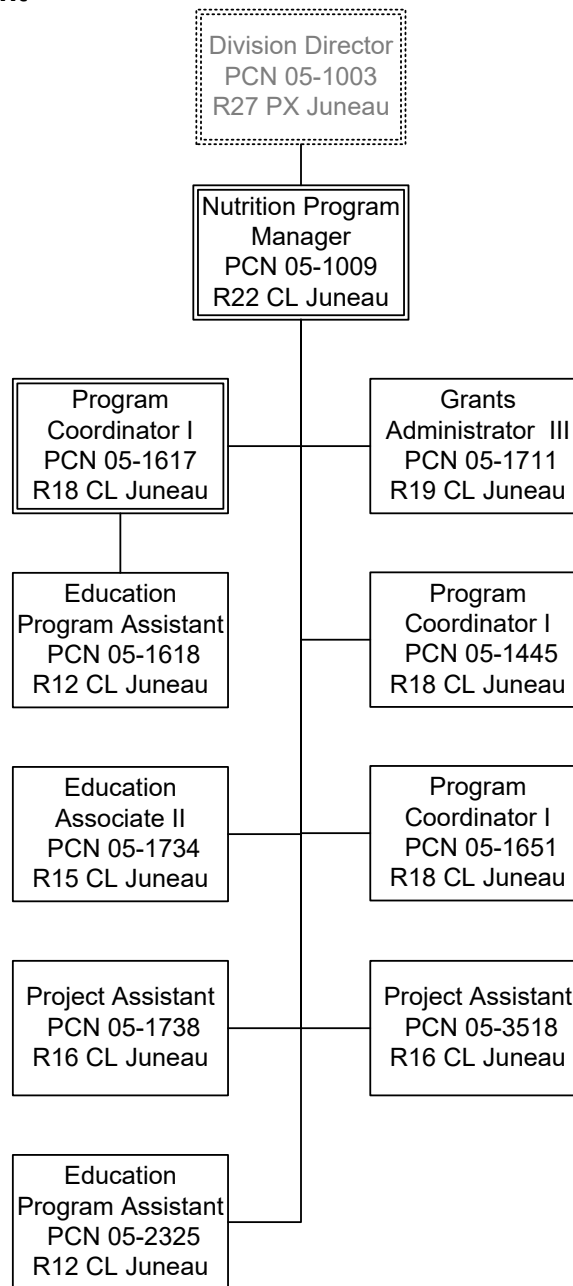 Division Director
PCN 05-1003
R27 PX Juneau
Nutrition Program
Manager
PCN 05-1009
R22 CL Juneau
Program
Coordinator I
PCN 05-1617
R18 CL Juneau
Grants
Administrator III
PCN 05-1711
R19 CL Juneau
Education
Program Assistant
PCN 05-1618
R12 CL Juneau
Program
Coordinator I
PCN 05-1445
R18 CL Juneau
Education
Associate II
PCN 05-1734
R15 CL Juneau
Program
Coordinator I
PCN 05-1651
R18 CL Juneau
Project Assistant
PCN 05-1738
R16 CL Juneau
Project Assistant
PCN 05-3518
R16 CL Juneau
Education
Program Assistant
PCN 05-2325
R12 CL Juneau